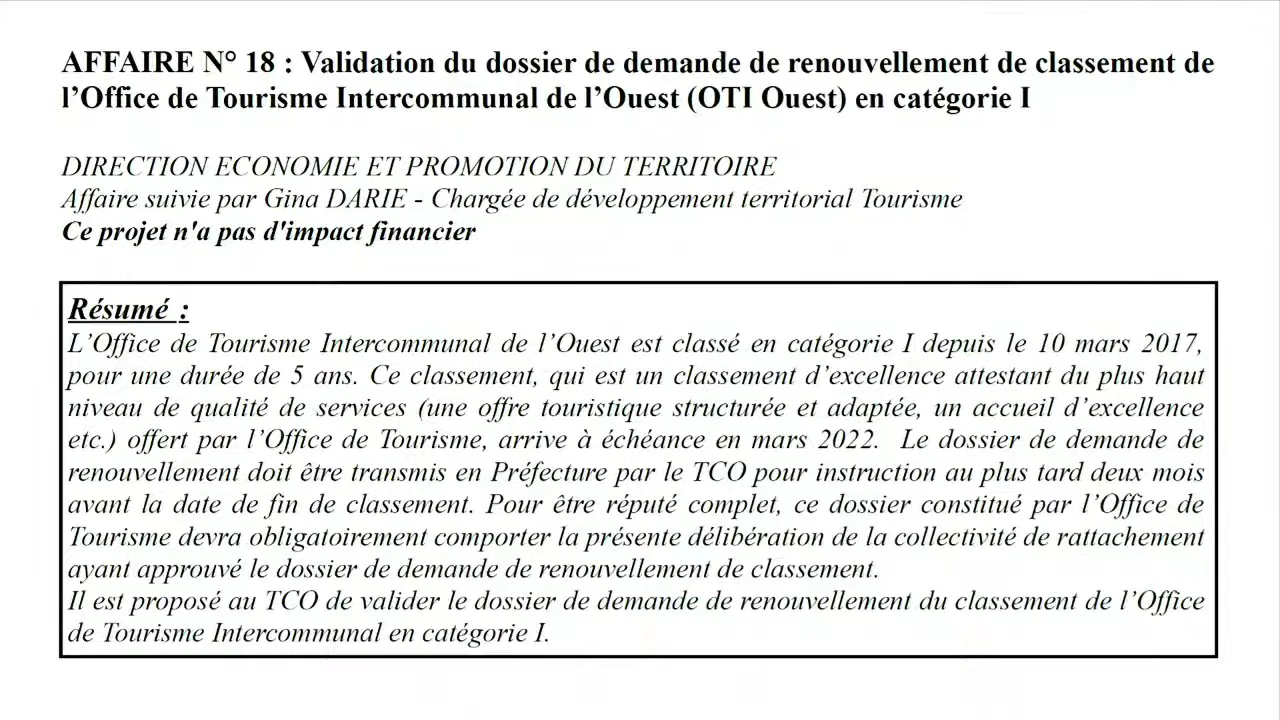 AFFAIRE N° 18 : Validation du dossier de demande de renouvellement de classement de
l’Office de Tourisme Intercommunal de l’Ouest (OTI Ouest) en catégorie I
DIRECTION ECONOMIE ET PROMOTION DU TERRITOIRE
Affaire suivie par Gina DARIE - Chargée de développement territorial Tourisme
Ce projet n'a pas d'impact financier
Résumé :
L’Office de Tourisme Intercommunal de l’Ouest est classé en catégorie I depuis le 10 mars 2017,
pour une durée de 5 ans. Ce classement, qui est un classement d’excellence attestant du plus haut
niveau de qualité de services (une offre touristique structurée et adaptée, un accueil d’excellence
etc.) offert par l’Office de Tourisme, arrive à échéance en mars 2022. Le dossier de demande de
renouvellement doit être transmis en Préfecture par le TCO pour instruction au plus tard deux mois
avant la date de fin de classement. Pour être réputé complet, ce dossier constitué par l’Office de
Tourisme devra obligatoirement comporter la présente délibération de la collectivité de rattachement
ayant approuvé le dossier de demande de renouvellement de classement.
Il est proposé au TCO de valider le dossier de demande de renouvellement du classement de l’Office
de Tourisme Intercommunal en catégorie I.